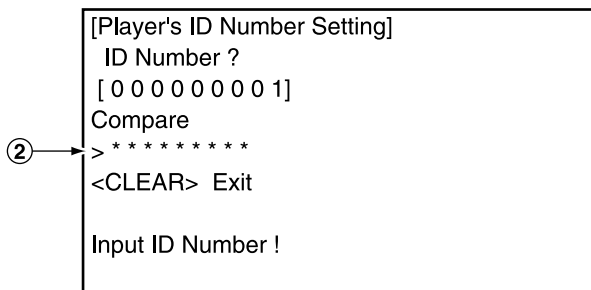 [Player's ID Number Setting]
ID Number ?
[ 0 0 0 0 0 0 0 0 1]
Compare
② > * * * * * * * * *
<CLEAR> Exit
Input ID Number !